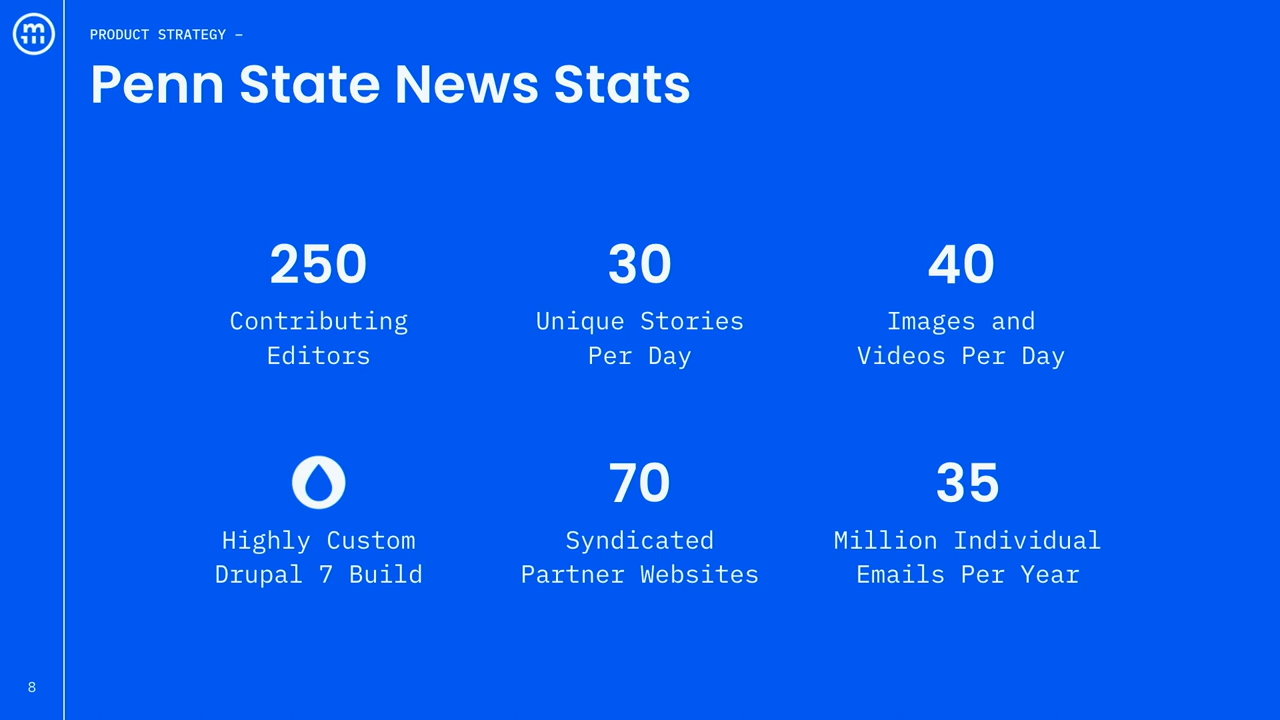 PRODUCT STRATEGY –
Penn State News Stats
250
Contributing
Editors
30
Unique Stories
Per Day
40
Images and
Videos Per Day
Highly Custom
Drupal 7 Build
70
Syndicated
Partner Websites
35
Million Individual
Emails Per Year
8